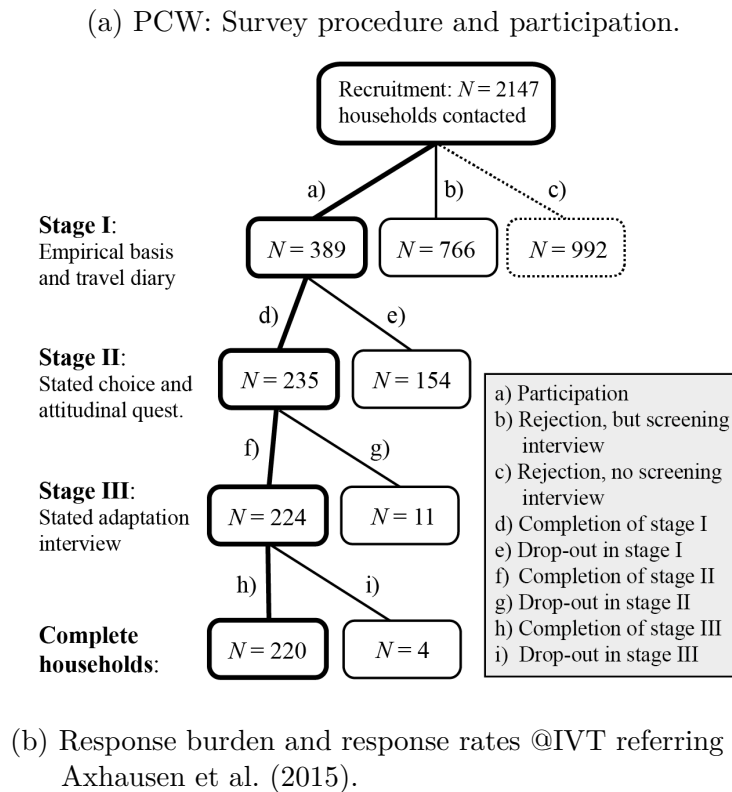 (a) PCW: Survey procedure and participation.
Recruitment: N = 2147
households contacted
a)
b)
c)
Stage I:
Empirical basis
and travel diary
N = 389
N = 766
N = 992
d)
e)
Stage II:
Stated choice and
attitudinal quest.
N = 235
N = 154
f)
g)
Stage III:
Stated adaptation
interview
N = 224
N = 11
h)
i)
Complete
households:
N = 220
N = 4
a) Participation
b) Rejection, but screening
interview
c) Rejection, no screening
interview
d) Completion of stage I
e) Drop-out in stage I
f) Completion of stage II
g) Drop-out in stage II
h) Completion of stage III
i) Drop-out in stage III
(b) Response burden and response rates @IVT referring
Axhausen et al. (2015).